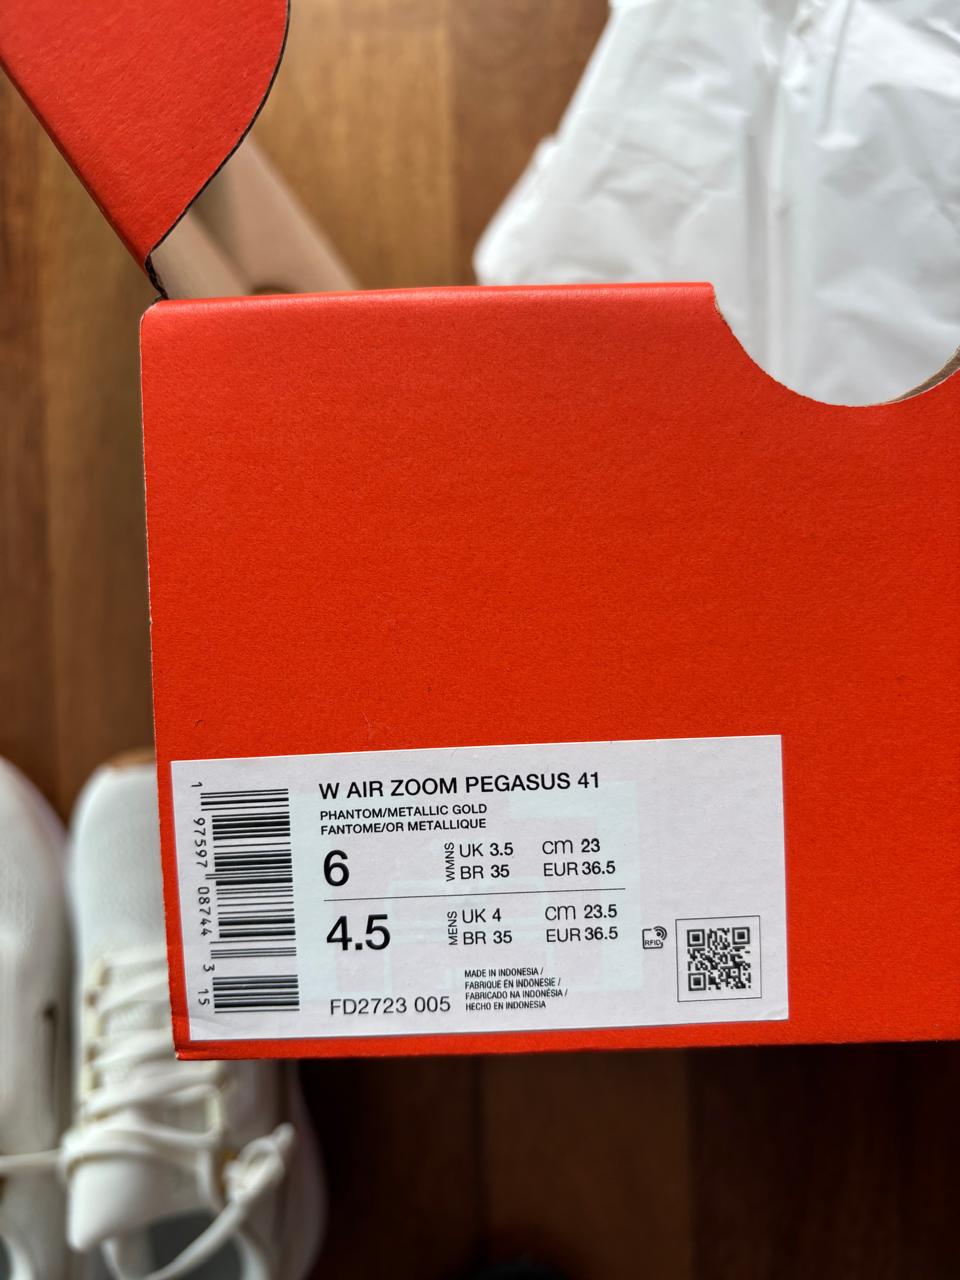 W AIR ZOOM PEGASUS 41
PHANTOM/METALLIC GOLD
FANTOME/OR METALLIQUE
6
WMNS
UK 3.5
cm 23
BR 35
EUR 36.5
4.5
MENS
UK 4
cm 23.5
BR 35
EUR 36.5
RFID
MADE IN INDONESIA /
FABRIQUÉ EN INDONÉSIE /
FABRICADO NA INDONÉSIA /
HECHO EN INDONESIA
FD2723 005
1 97597 08744 3 15